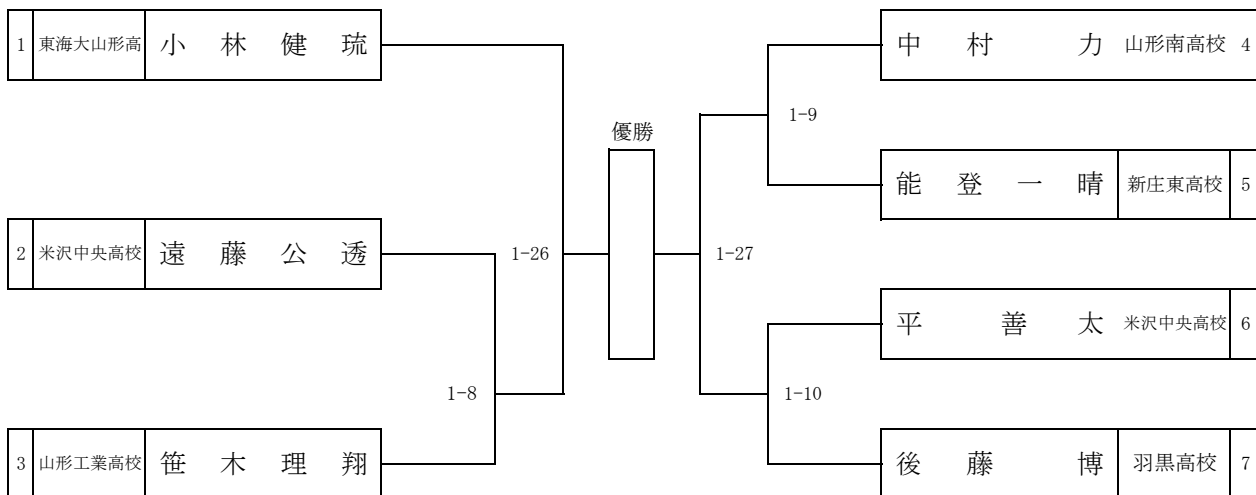 1 東海大山形高 小林健琉
2 米沢中央高校 遠藤公透
3 山形工業高校 笹木理翔
1-8
1-26
優勝
1-27
1-9
1-10
中村力 山形南高校 4
能登一晴 新庄東高校 5
平善太 米沢中央高校 6
後藤博 羽黒高校 7